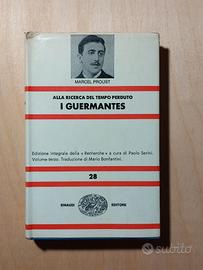 MARCEL PROUST
ALLA RICERCA DEL TEMPO PERDUTO
I GUERMANTES
Edizione integrale della «Recherche» a cura di Paolo Serini.
Volume terzo. Traduzione di Mario Bonfantini.
28
EINAUDI EDITORE
subito